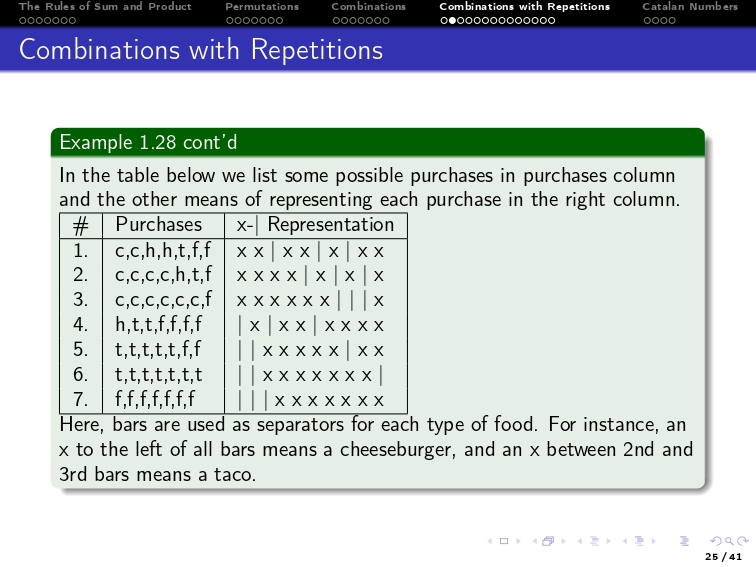 The Rules of Sum and Product Permutations Combinations Combinations with Repetitions Catalan Numbers
Combinations with Repetitions
Example 1.28 cont'd
In the table below we list some possible purchases in purchases column
and the other means of representing each purchase in the right column.
# Purchases x-| Representation
1. c,c,h,h,t,f,f x x | x x | x | x x
2. c,c,c,c,h,t,f x x x x | x | x | x
3. c,c,c,c,c,c,f x x x x x x | | | x
4. h,t,t,f,f,f,f | x | x x | x x x x
5. t,t,t,t,t,f,f | | x x x x x | x x
6. t,t,t,t,t,t,t | | x x x x x x x |
7. f,f,f,f,f,f,f | | | x x x x x x x
Here, bars are used as separators for each type of food. For instance, an
x to the left of all bars means a cheeseburger, and an x between 2nd and
3rd bars means a taco.
25 / 41